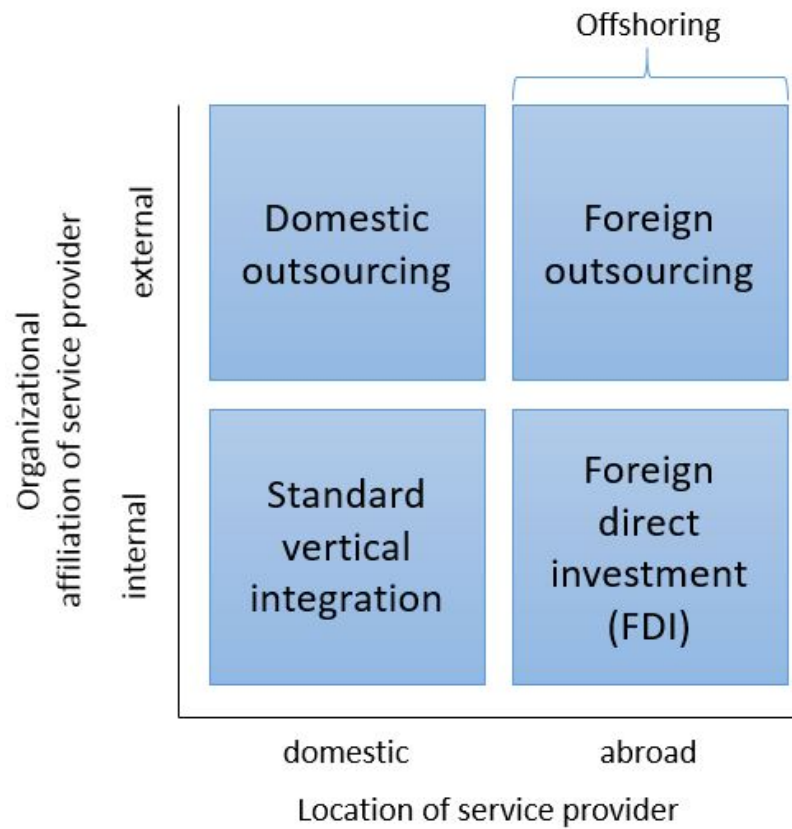 Offshoring
Organizational
affiliation of service provider
external
internal
Domestic
outsourcing
Foreign
outsourcing
Standard
vertical
integration
Foreign
direct
investment
(FDI)
domestic
abroad
Location of service provider